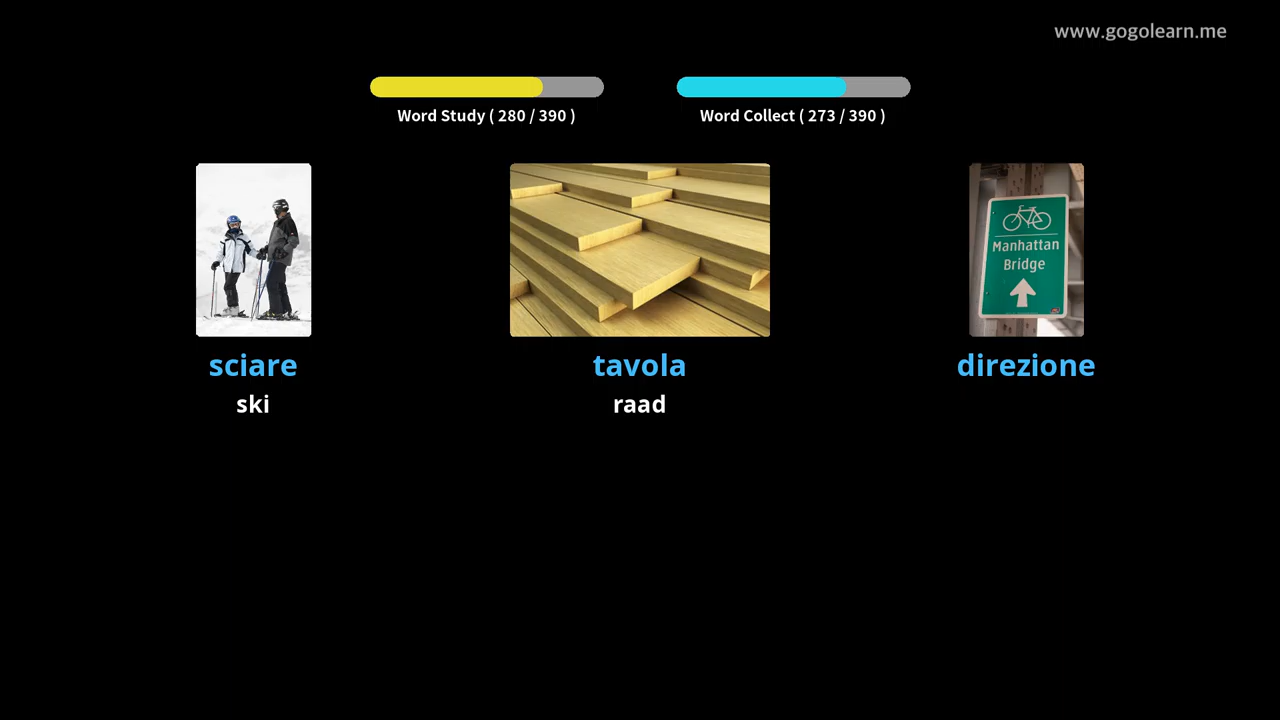 www.gogolearn.me
Word Study ( 280 / 390 )
Word Collect ( 273 / 390 )
Manhattan
Bridge
sciare
tavola
direzione
ski
raad